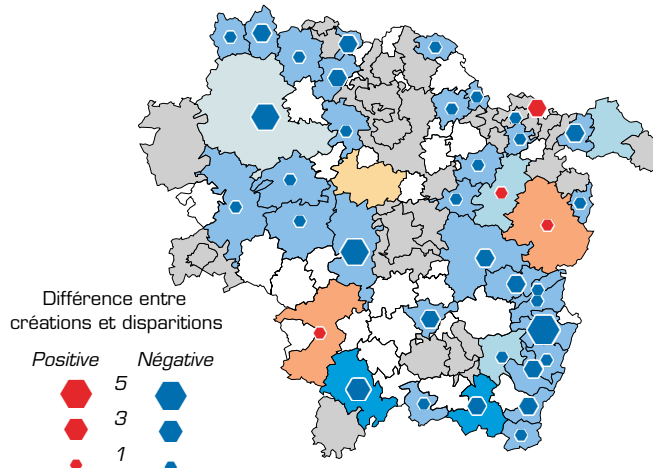 Différence entre
créations et disparitions
Positive Négative
5
3
1